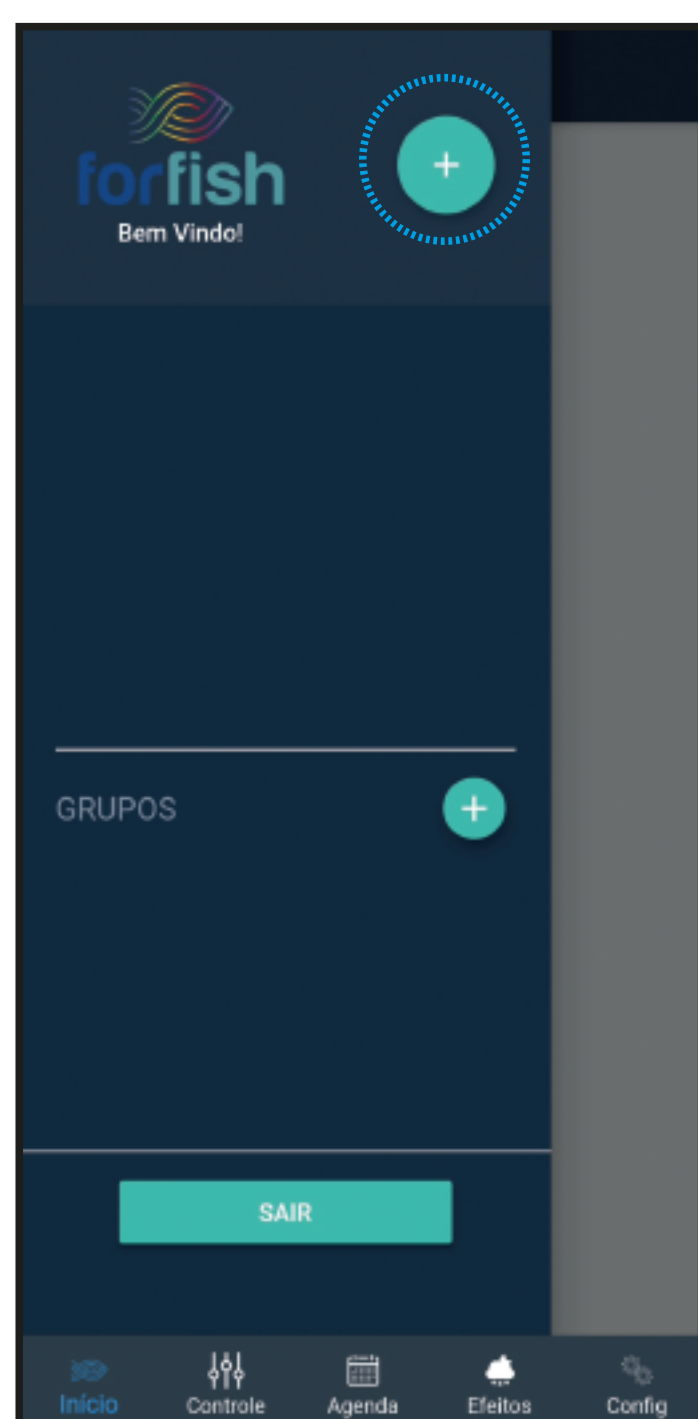 forfish
Bem Vindo!
+
GRUPOS
+
SAIR
Início
Controle
Agenda
Efeitos
Config